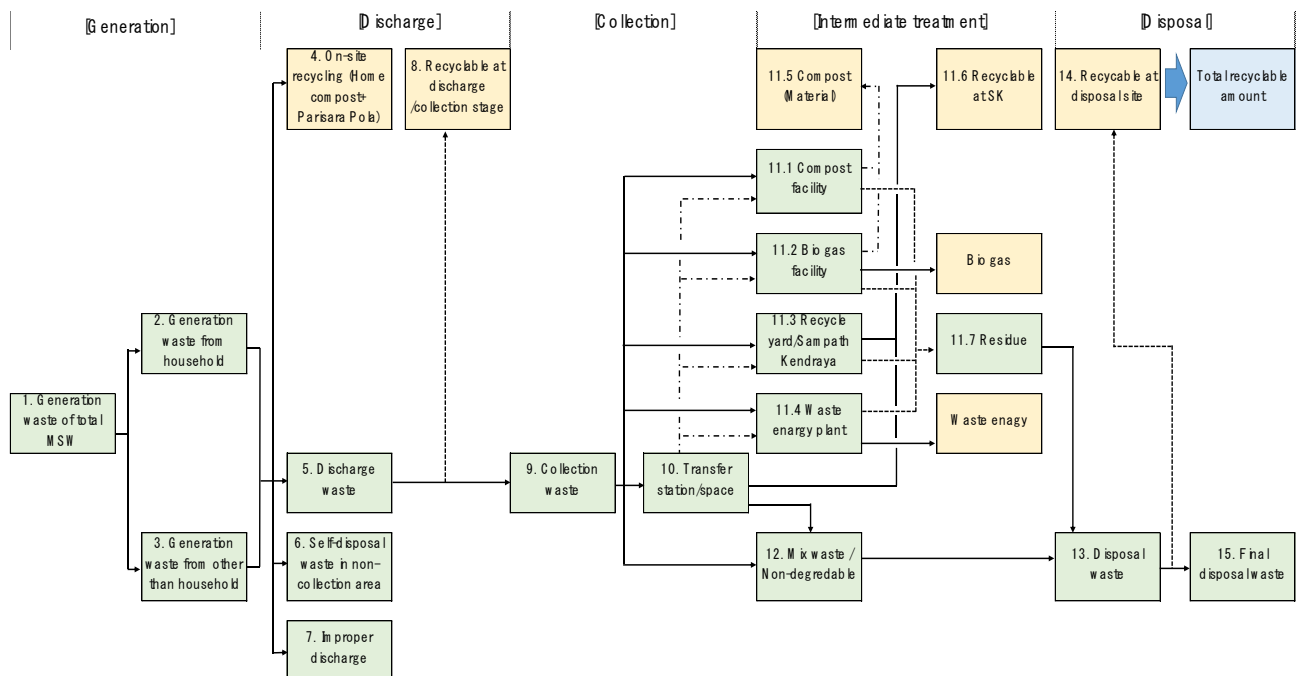 [Generation]
[Discharge]
[Collection]
[Intermediate treatment]
[Disposal]
4. On-site
recycling (Home
compost+
Parisara Pola)
8. Recyclable at
discharge
/collection stage
11.5 Compost
(Material)
11.6 Recyclable
at SK
14. Recycable at
disposal site
Total recyclable
amount
11.1 Compost
facility
11.2 Bio gas
facility
Bio gas
2. Generation
waste from
household
11.3 Recycle
yard/Sampath
Kendraya
11.7 Residue
1. Generation
waste of total
MSW
11.4 Waste
enargy plant
Waste enagy
5. Discharge
waste
9. Collection
waste
10. Transfer
station/space
3. Generation
waste from other
than household
6. Self-disposal
waste in non-
collection area
12. Mix waste /
Non-degredable
13. Disposal
waste
15. Final
disposal waste
7. Improper
discharge